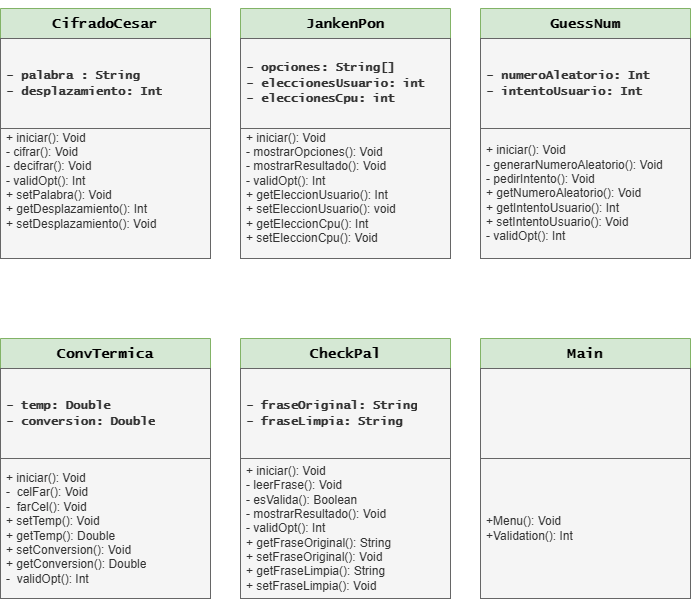 CifradoCesar
- palabra : String
- desplazamiento: Int
+ iniciar(): Void
- cifrar(): Void
- decifrar(): Void
- validOpt(): Int
+ setPalabra(): Void
+ getDesplazamiento(): Int
+ setDesplazamiento(): Void
JankenPon
- opciones: String[]
- eleccionesUsuario: int
- eleccionesCpu: int
+ iniciar(): Void
- mostrarOpciones(): Void
- mostrarResultado(): Void
- validOpt(): Int
+ getEleccionUsuario(): Int
+ setEleccionUsuario(): void
+ getEleccionCpu(): Int
+ setEleccionCpu(): Void
GuessNum
- numeroAleatorio: Int
- intentoUsuario: Int
+ iniciar(): Void
- generarNumeroAleatorio(): Void
- pedirIntento(): Void
+ getNumeroAleatorio(): Void
+ getIntentoUsuario(): Int
+ setIntentoUsuario(): Void
- validOpt(): Int
ConvTermica
- temp: Double
- conversion: Double
+ iniciar(): Void
- celFar(): Void
- farCel(): Void
+ setTemp(): Void
+ getTemp(): Double
+ setConversion(): Void
+ getConversion(): Double
- validOpt(): Int
CheckPal
- fraseOriginal: String
- fraseLimpia: String
+ iniciar(): Void
- leerFrase(): Void
- esValida(): Boolean
- mostrarResultado(): Void
- validOpt(): Int
+ getFraseOriginal(): String
+ setFraseOriginal(): Void
+ getFraseLimpia(): String
+ setFraseLimpia(): Void
Main
+Menu(): Void
+Validation(): Int